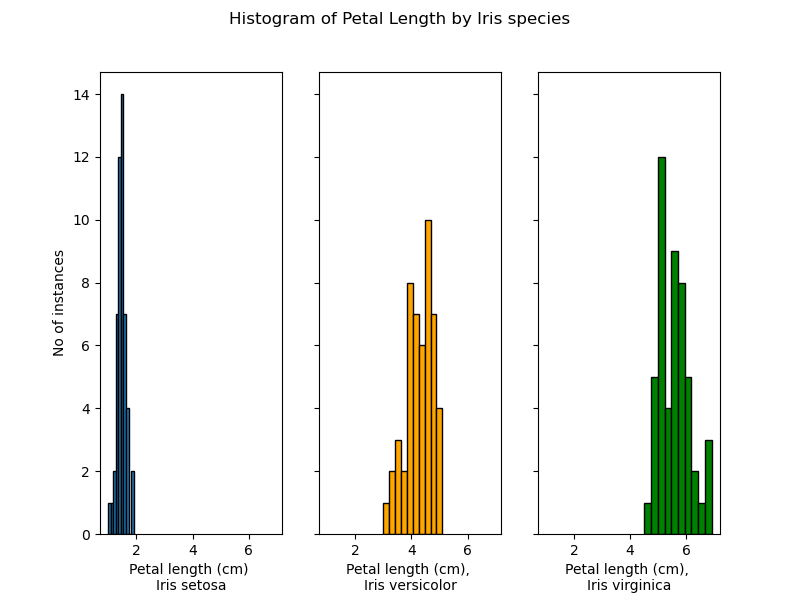 Histogram of Petal Length by Iris species
No of instances
14
12
10
8
6
4
2
0
2 4 6
Petal length (cm)
Iris setosa
2 4 6
Petal length (cm),
Iris versicolor
2 4 6
Petal length (cm),
Iris virginica